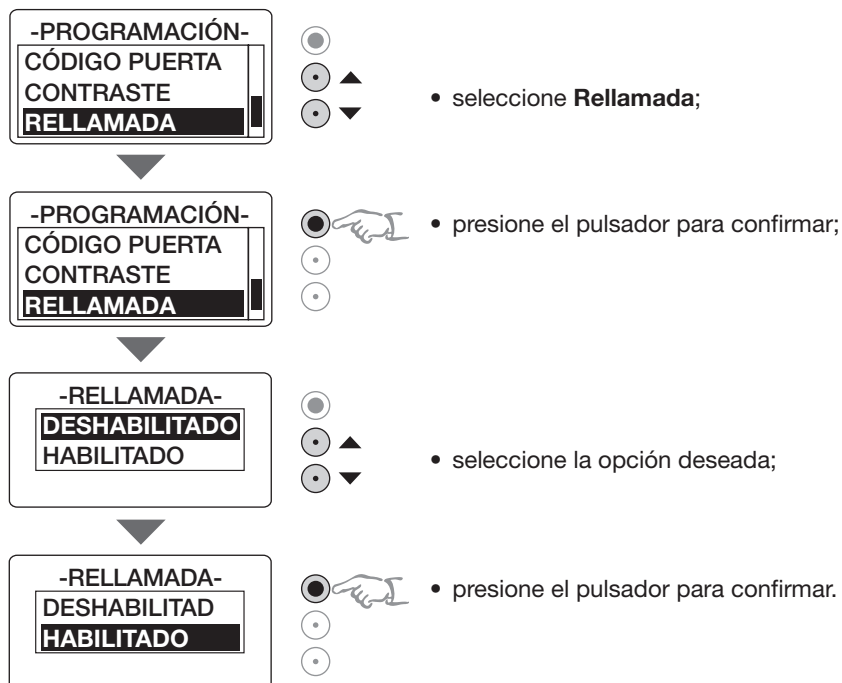 -PROGRAMACIÓN-
CÓDIGO PUERTA
CONTRASTE
RELLAMADA
• seleccione Rellamada;
-PROGRAMACIÓN-
CÓDIGO PUERTA
CONTRASTE
RELLAMADA
• presione el pulsador para confirmar;
-RELLAMADA-
DESHABILITADO
HABILITADO
• seleccione la opción deseada;
-RELLAMADA-
DESHABILITAD
HABILITADO
• presione el pulsador para confirmar.